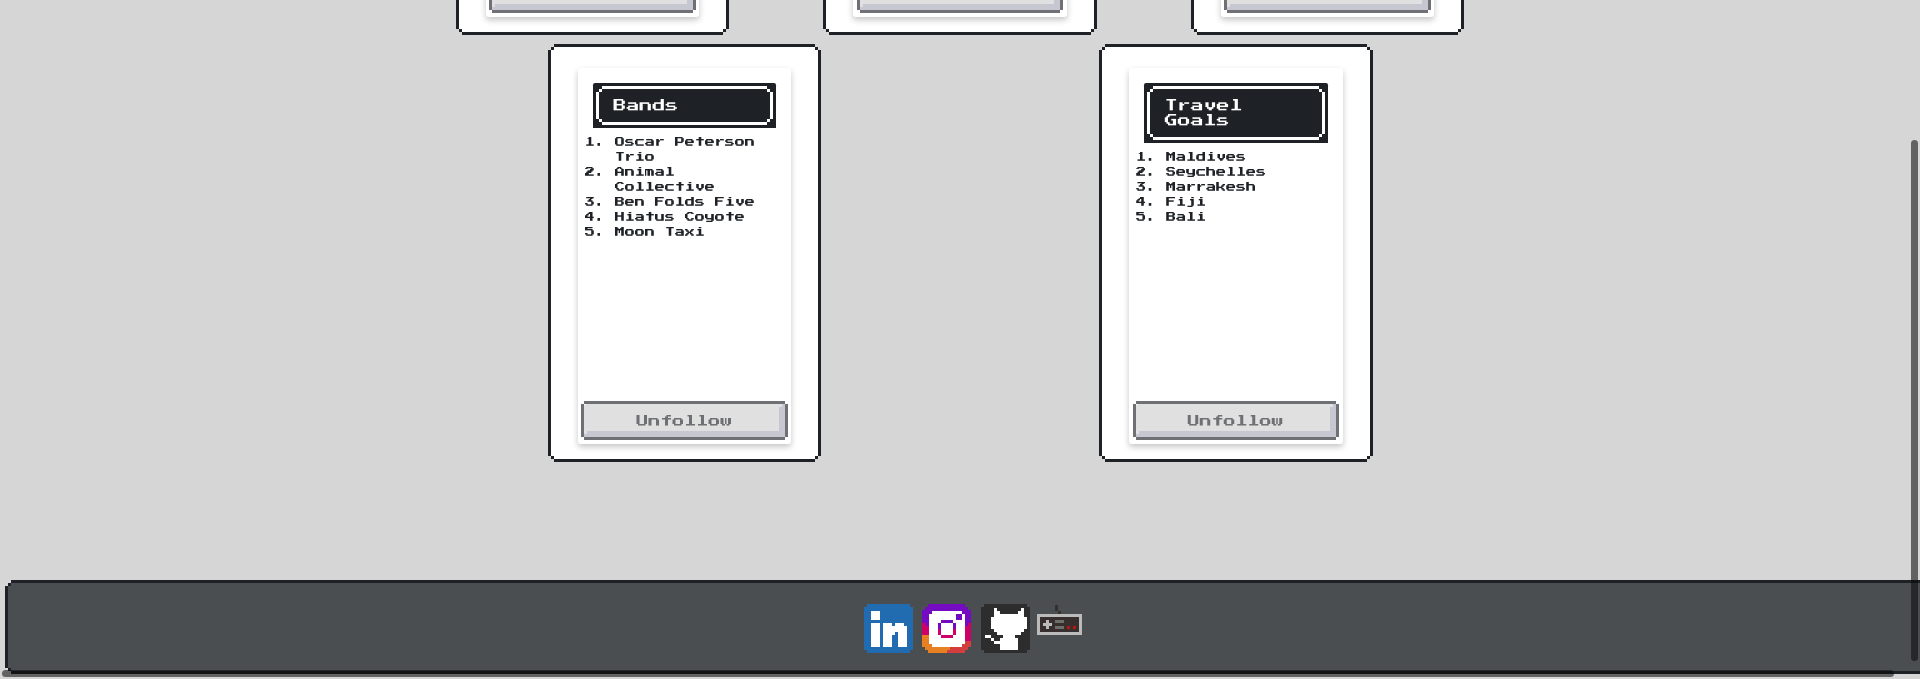 Bands
1. Oscar Peterson
Trio
2. Animal
Collective
3. Ben Folds Five
4. Hiatus Coyote
5. Moon Taxi
Unfollow
Travel
Goals
1. Maldives
2. Seychelles
3. Marrakesh
4. Fiji
5. Bali
Unfollow
in